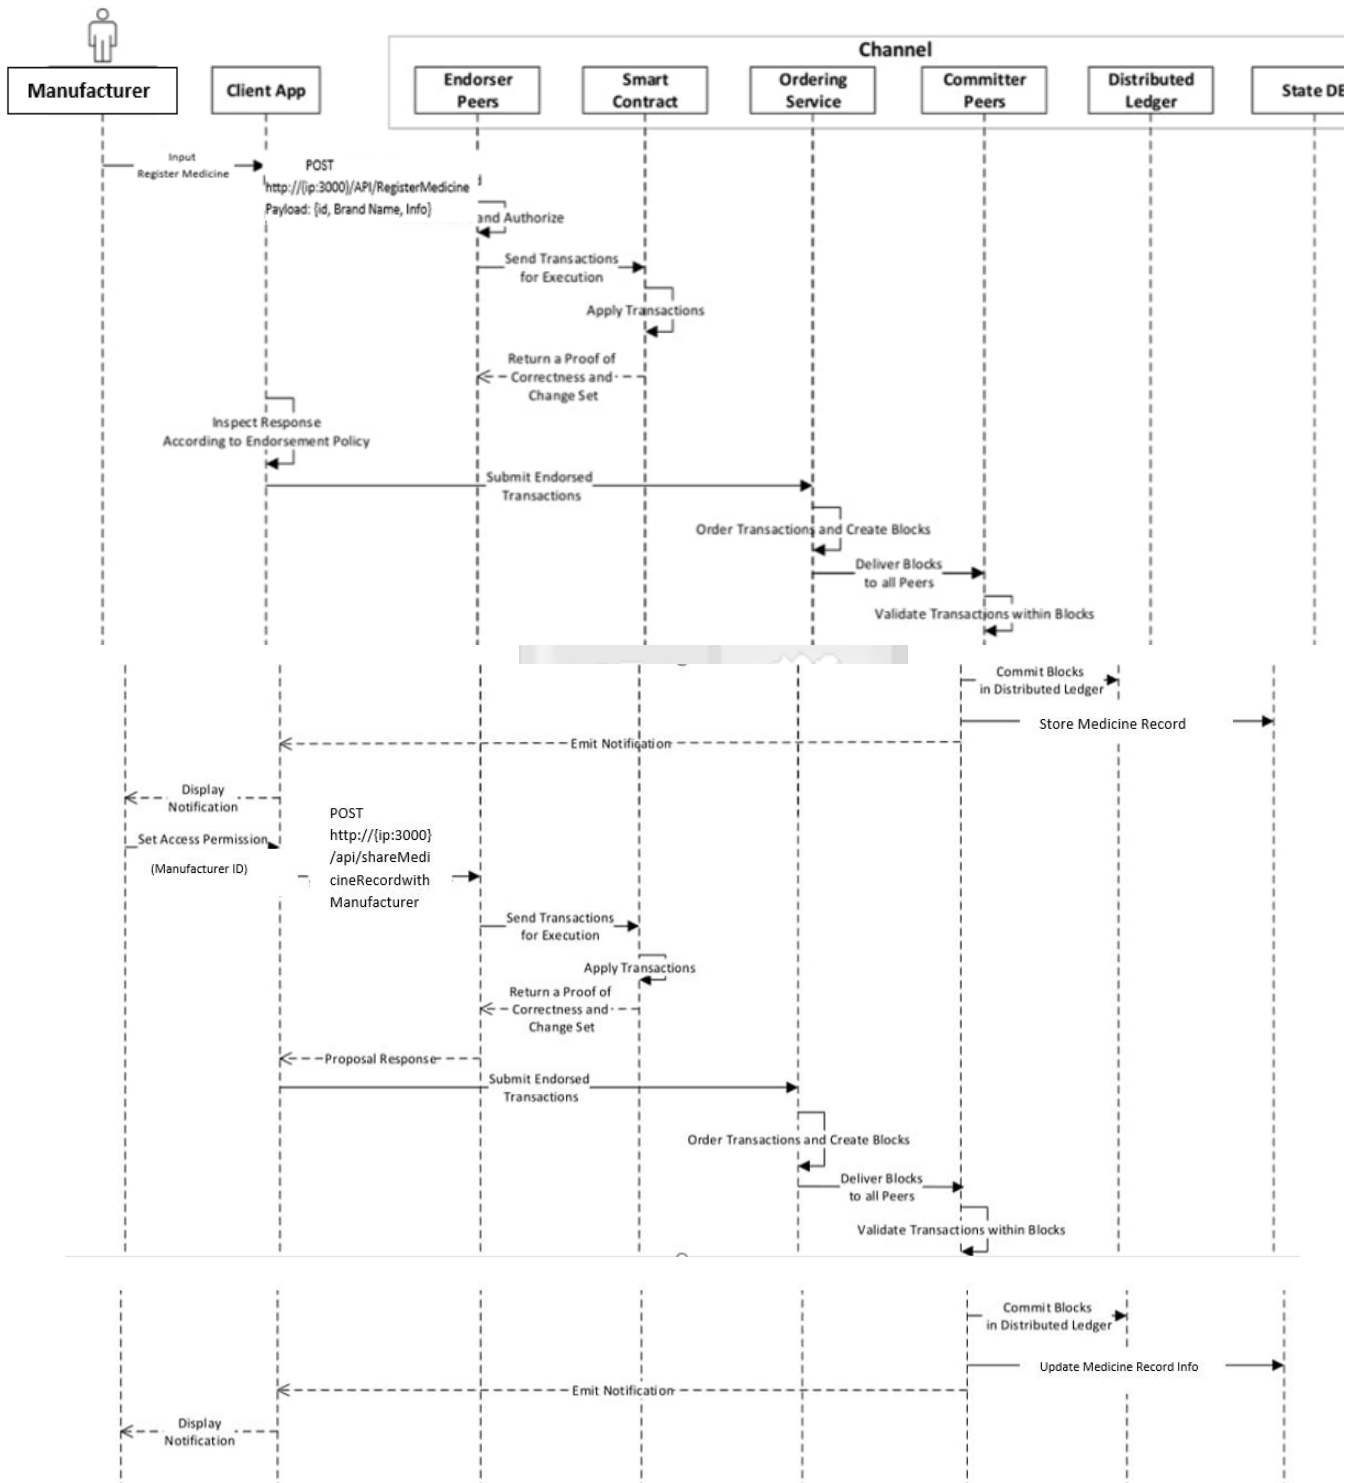 Channel
Manufacturer
Client App
Endorser
Peers
Smart
Contract
Ordering
Service
Committer
Peers
Distributed
Ledger
State DB
Input
Register Medicine
POST
http://{ip:3000}/API/RegisterMedicine
Payload: {id, Brand Name, Info}
and Authorize
Send Transactions
for Execution
Apply Transactions
Return a Proof of
Correctness and
Change Set
Inspect Response
According to Endorsement Policy
Submit Endorsed
Transactions
Order Transactions and Create Blocks
Deliver Blocks
to all Peers
Validate Transactions within Blocks
Commit Blocks
in Distributed Ledger
Store Medicine Record
Emit Notification
Display
Notification
Set Access Permission
(Manufacturer ID)
POST
http://{ip:3000}
/api/shareMedi
cineRecordwith
Manufacturer
Send Transactions
for Execution
Apply Transactions
Return a Proof of
Correctness and
Change Set
Proposal Response
Submit Endorsed
Transactions
Order Transactions and Create Blocks
Deliver Blocks
to all Peers
Validate Transactions within Blocks
Commit Blocks
in Distributed Ledger
Update Medicine Record Info
Emit Notification
Display
Notification